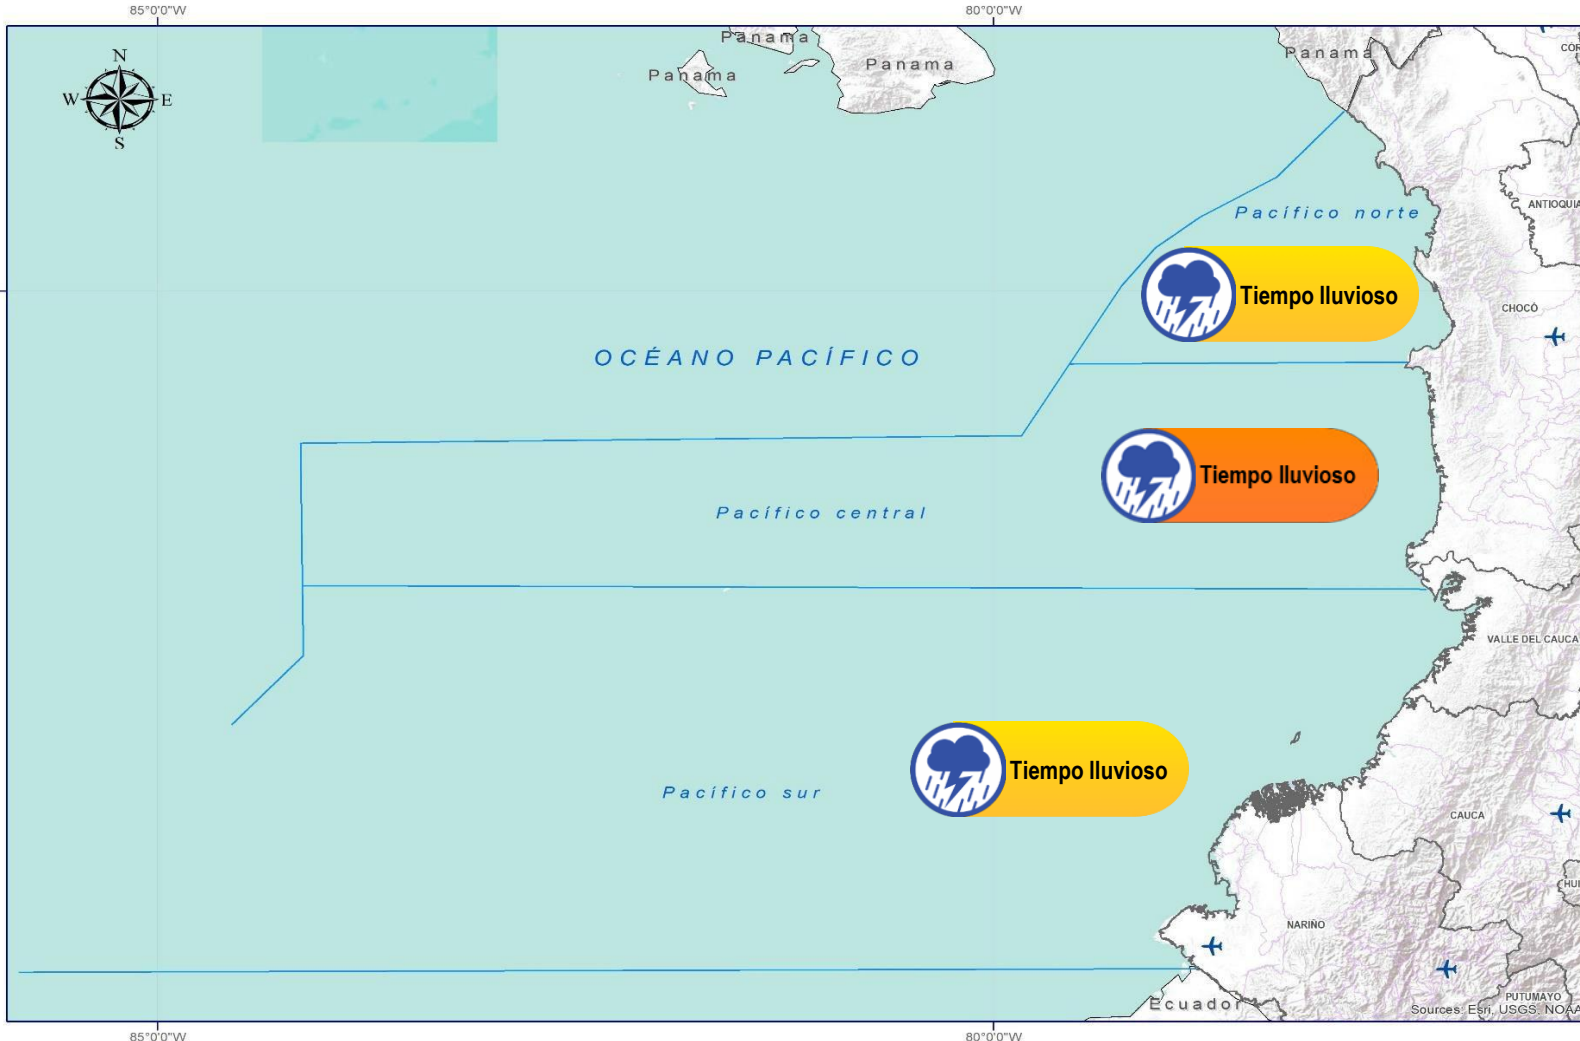 85°0'0"W
80°0'0"W
N
W
E
S
Panama
Panama
Panama
Panama
COR
ANTIOQUIA
Pacífico norte
Tiempo lluvioso
CHOCÓ
OCÉANO PACÍFICO
Tiempo lluvioso
Pacífico central
VALLE DEL CAUCA
Tiempo lluvioso
Pacífico sur
CAUCA
HUI
NARIÑO
PUTUMAYO
Ecuador
Sources: Esri, USGS, NOAA
85°0'0"W
80°0'0"W